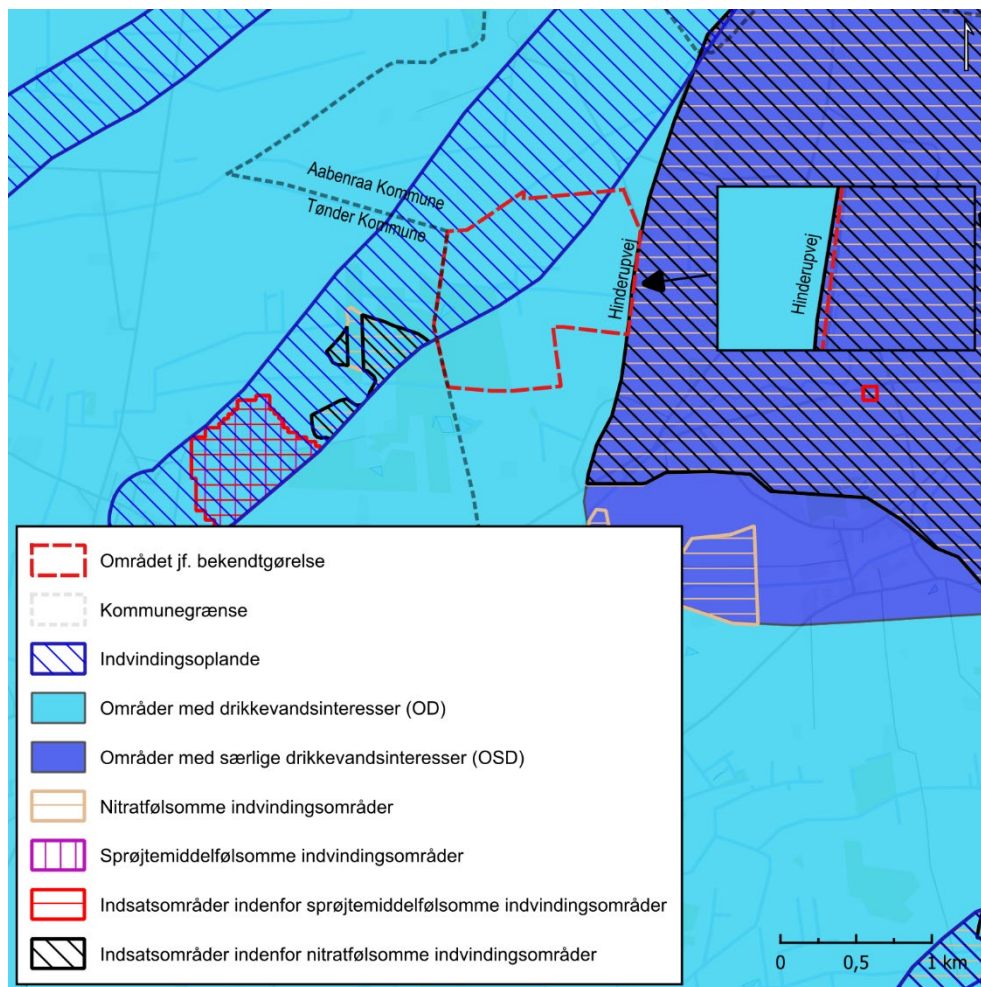 Aabenraa Kommune
Tønder Kommune
Hinderupvej
Hinderupvej
Området jf. bekendtgørelse
Kommunegrænse
Indvindingsoplande
Områder med drikkevandsinteresser (OD)
Områder med særlige drikkevandsinteresser (OSD)
Nitratfølsomme indvindingsområder
Sprøjtemiddelfølsomme indvindingsområder
Indsatsområder indenfor sprøjtemiddelfølsomme indvindingsområder
Indsatsområder indenfor nitratfølsomme indvindingsområder
0 0,5 1 km